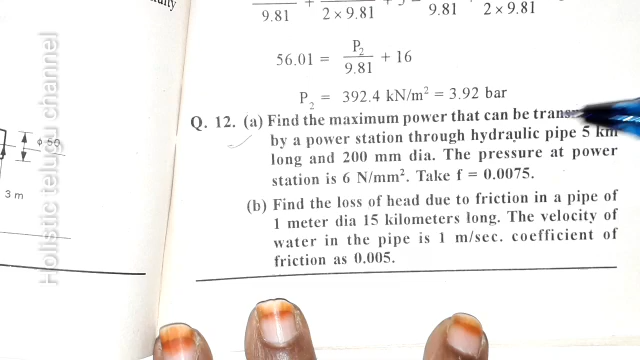 9.81 2 × 9.81 9.81 2 × 9.81
56.01 = P2/9.81 + 16
P2 = 392.4 kN/m² = 3.92 bar
Q. 12. (a) Find the maximum power that can be
by a power station through hydraulic pipe 5 km
long and 200 mm dia. The pressure at power
station is 6 N/mm². Take f = 0.0075.
(b) Find the loss of head due to friction in a pipe of
1 meter dia 15 kilometers long. The velocity of
water in the pipe is 1 m/sec. coefficient of
friction as 0.005.
3 m
Holistic telugu channel